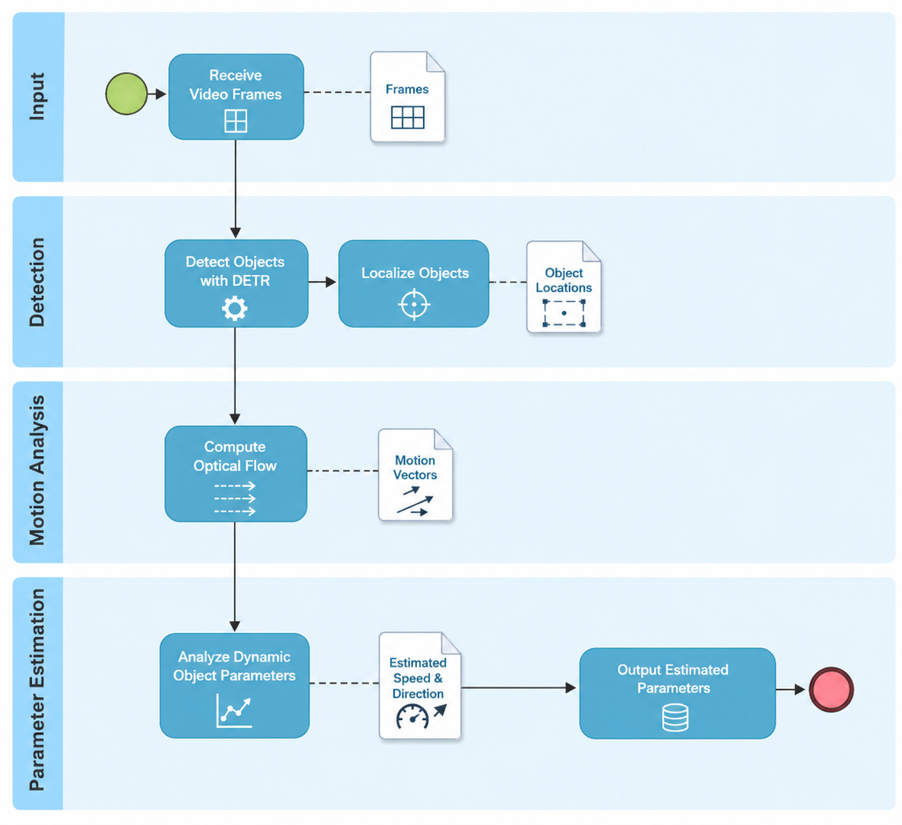 Input
Receive
Video Frames
Frames
Detection
Detect Objects
with DETR
Localize Objects
Object
Locations
Motion Analysis
Compute
Optical Flow
Motion
Vectors
Parameter Estimation
Analyze Dynamic
Object Parameters
Estimated
Speed &
Direction
Output Estimated
Parameters